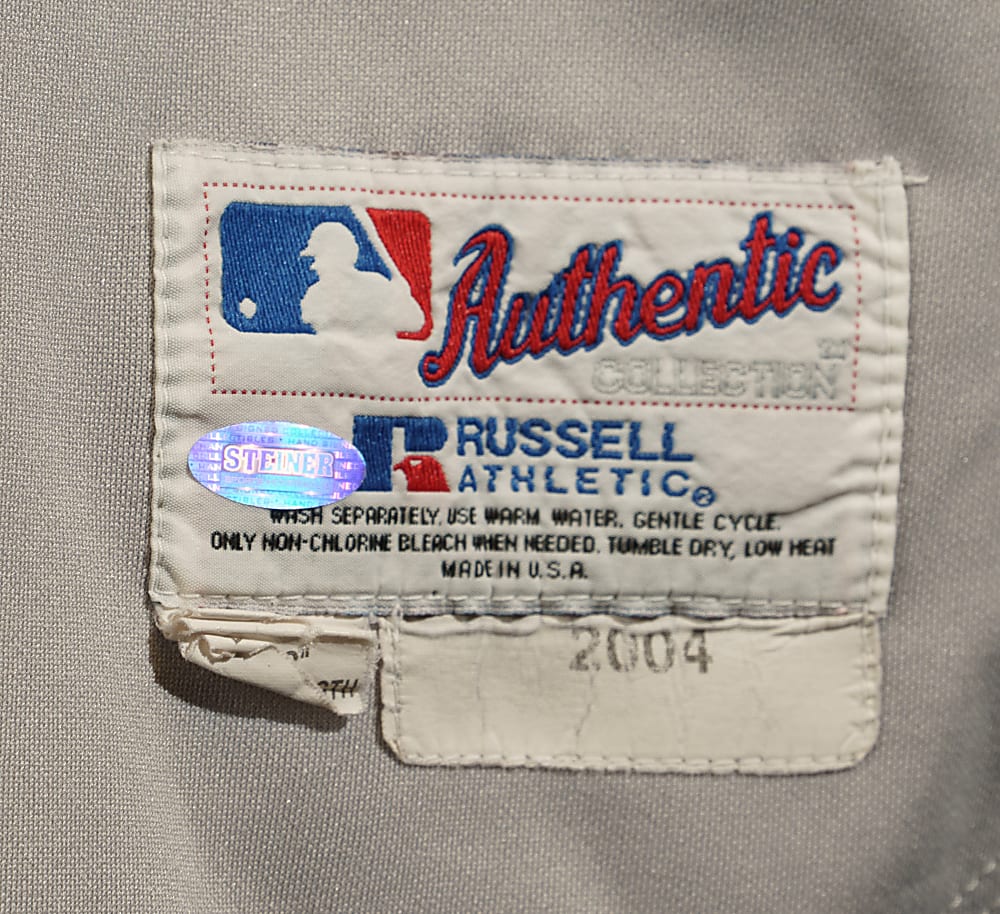 Authentic
COLLECTION
STEINER
RUSSELL
ATHLETIC®
WASH SEPARATELY. USE WARM WATER. GENTLE CYCLE.
ONLY NON-CHLORINE BLEACH WHEN NEEDED. TUMBLE DRY, LOW HEAT
MADE IN U.S.A.
2004